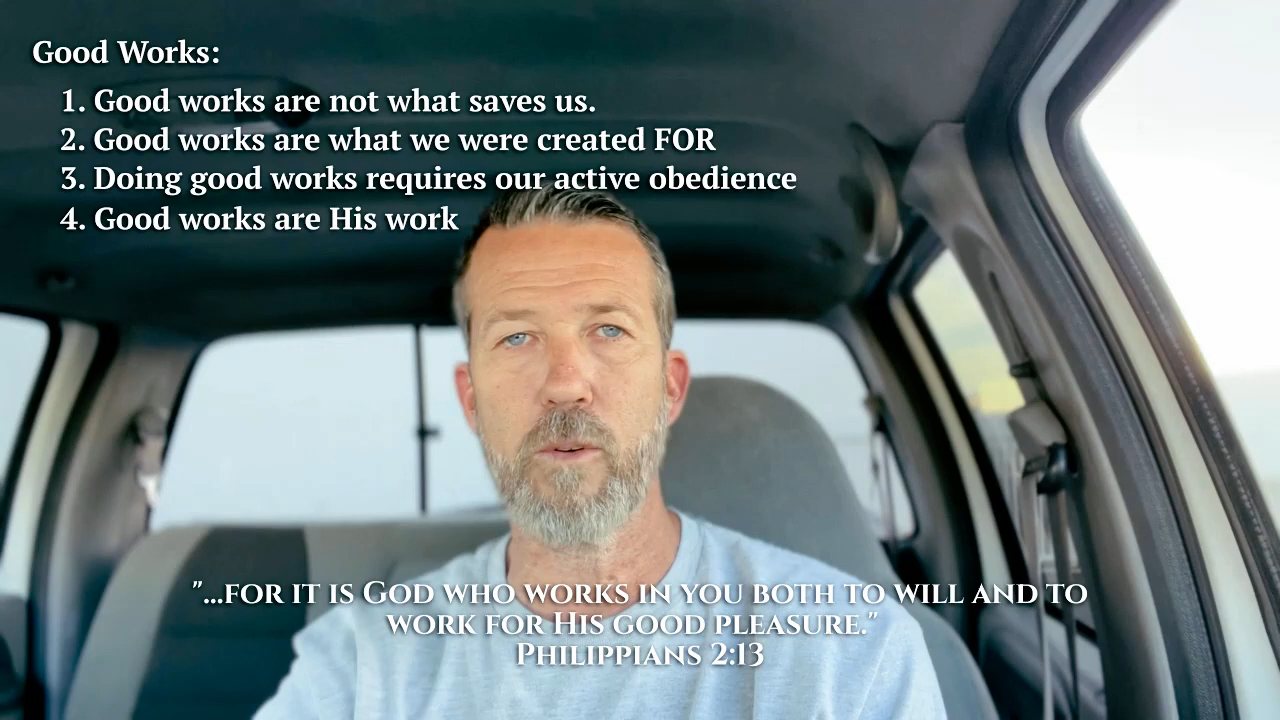 Good Works:
1. Good works are not what saves us.
2. Good works are what we were created FOR
3. Doing good works requires our active obedience
4. Good works are His work
"...for it is God who works in you both to will and to
work for His good pleasure."
Philippians 2:13